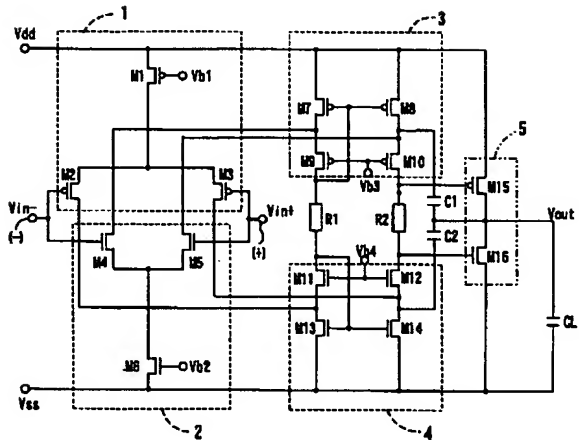 1
3
Vdd
M1
Vb1
M7
M8
5
M2
M3
M9
M10
Vb3
M15
C1
Vin-
(-)
Vin+
(+)
R1
R2
Vout
M4
M5
C2
M16
Vb4
M11
M12
CL
M6
Vb2
M13
M14
Vss
2
4